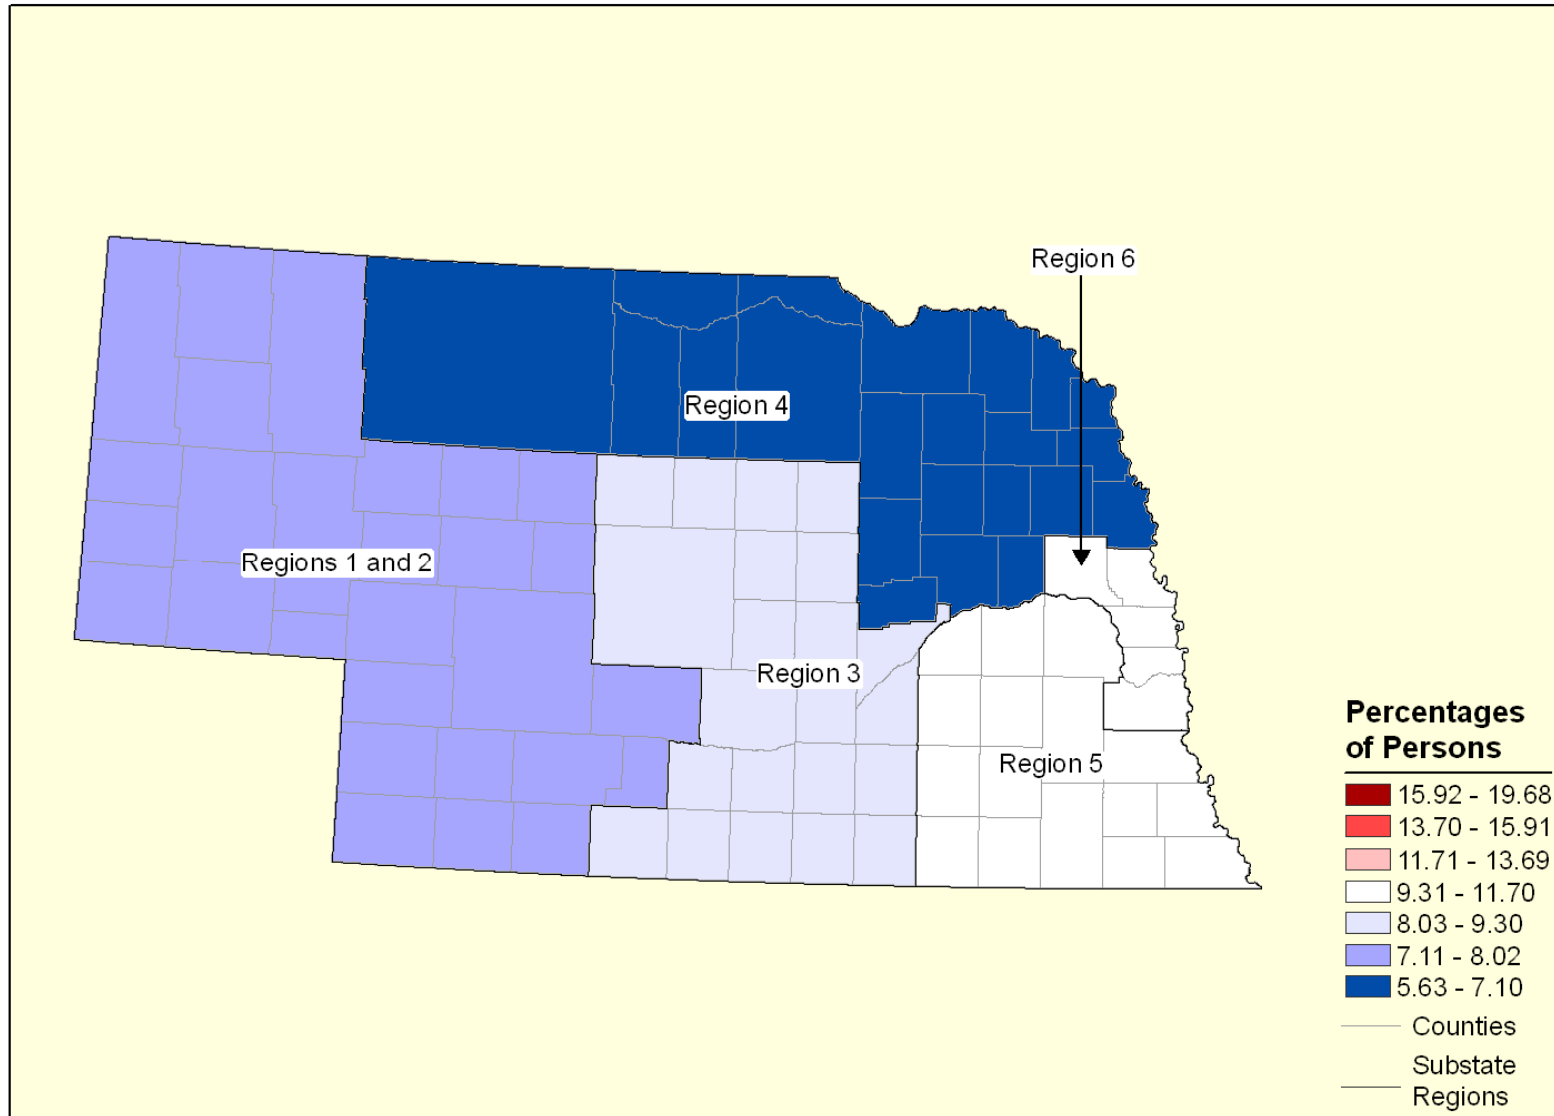 Region 6
Region 4
Regions 1 and 2
Region 3
Region 5
Percentages
of Persons
15.92 - 19.68
13.70 - 15.91
11.71 - 13.69
9.31 - 11.70
8.03 - 9.30
7.11 - 8.02
5.63 - 7.10
Counties
Substate
Regions